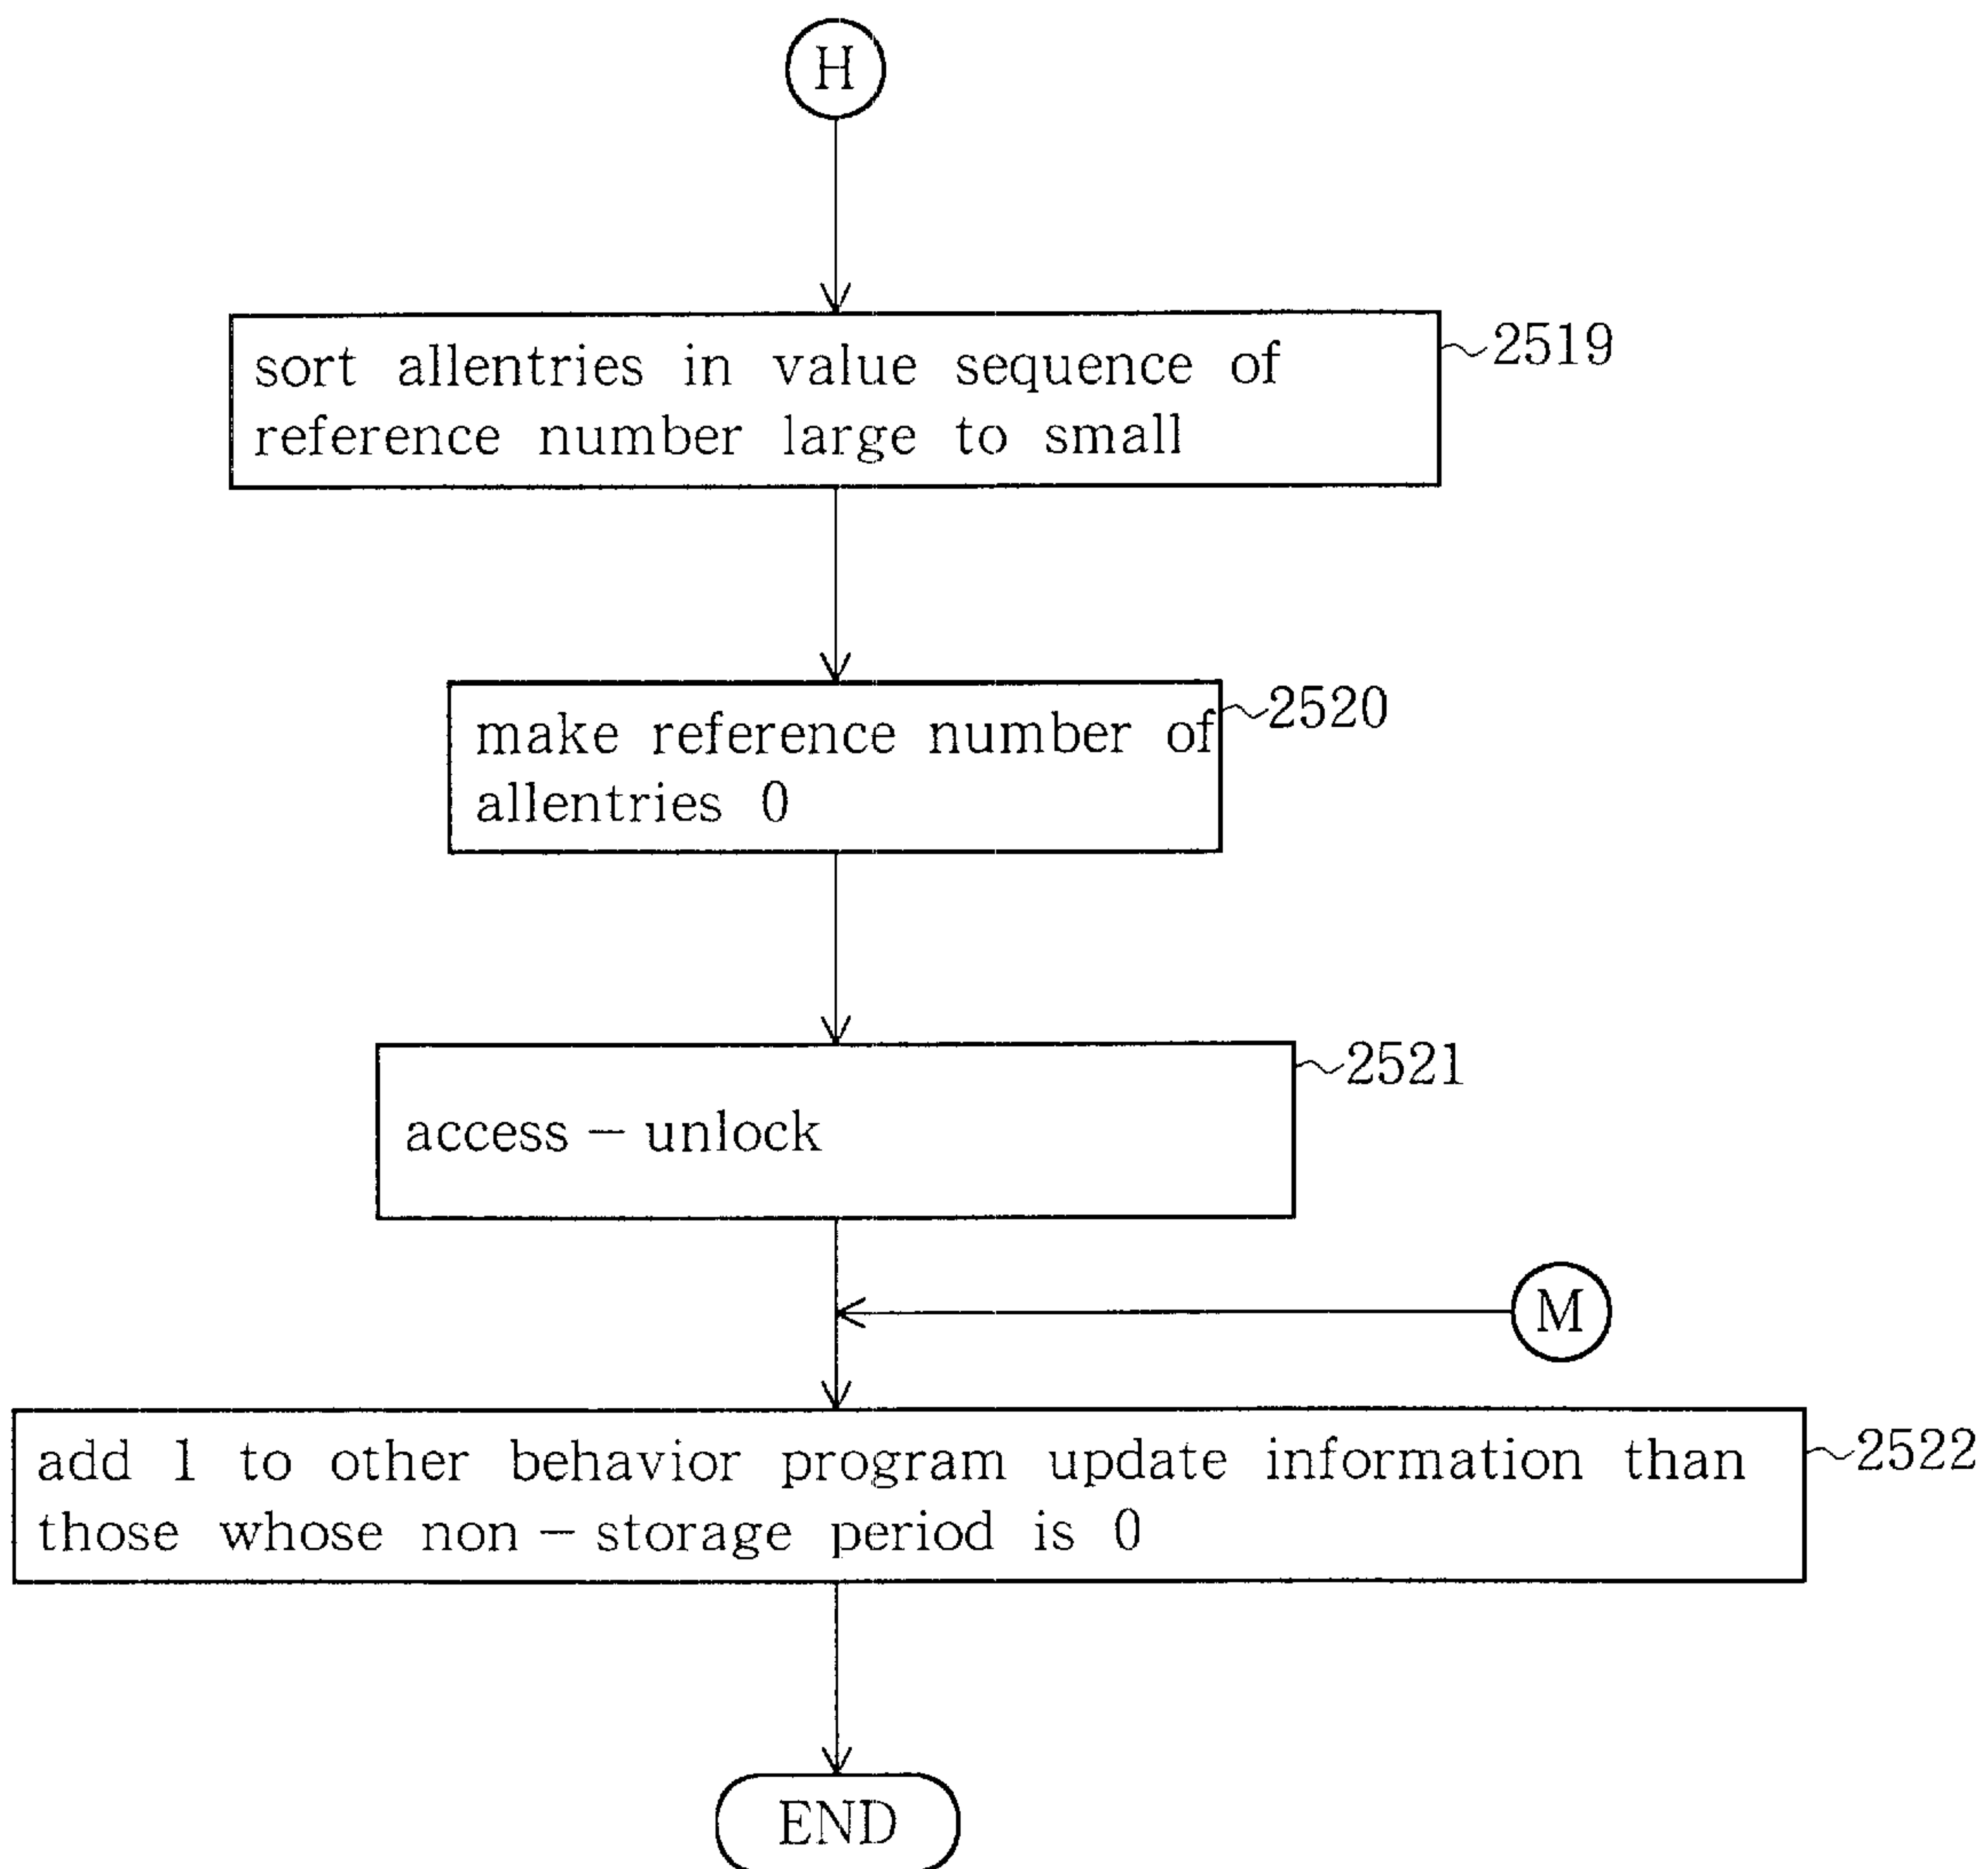 H
sort allentries in value sequence of
reference number large to small
2519
make reference number of
allentries 0
2520
access – unlock
2521
M
add 1 to other behavior program update information than
those whose non – storage period is 0
2522
END